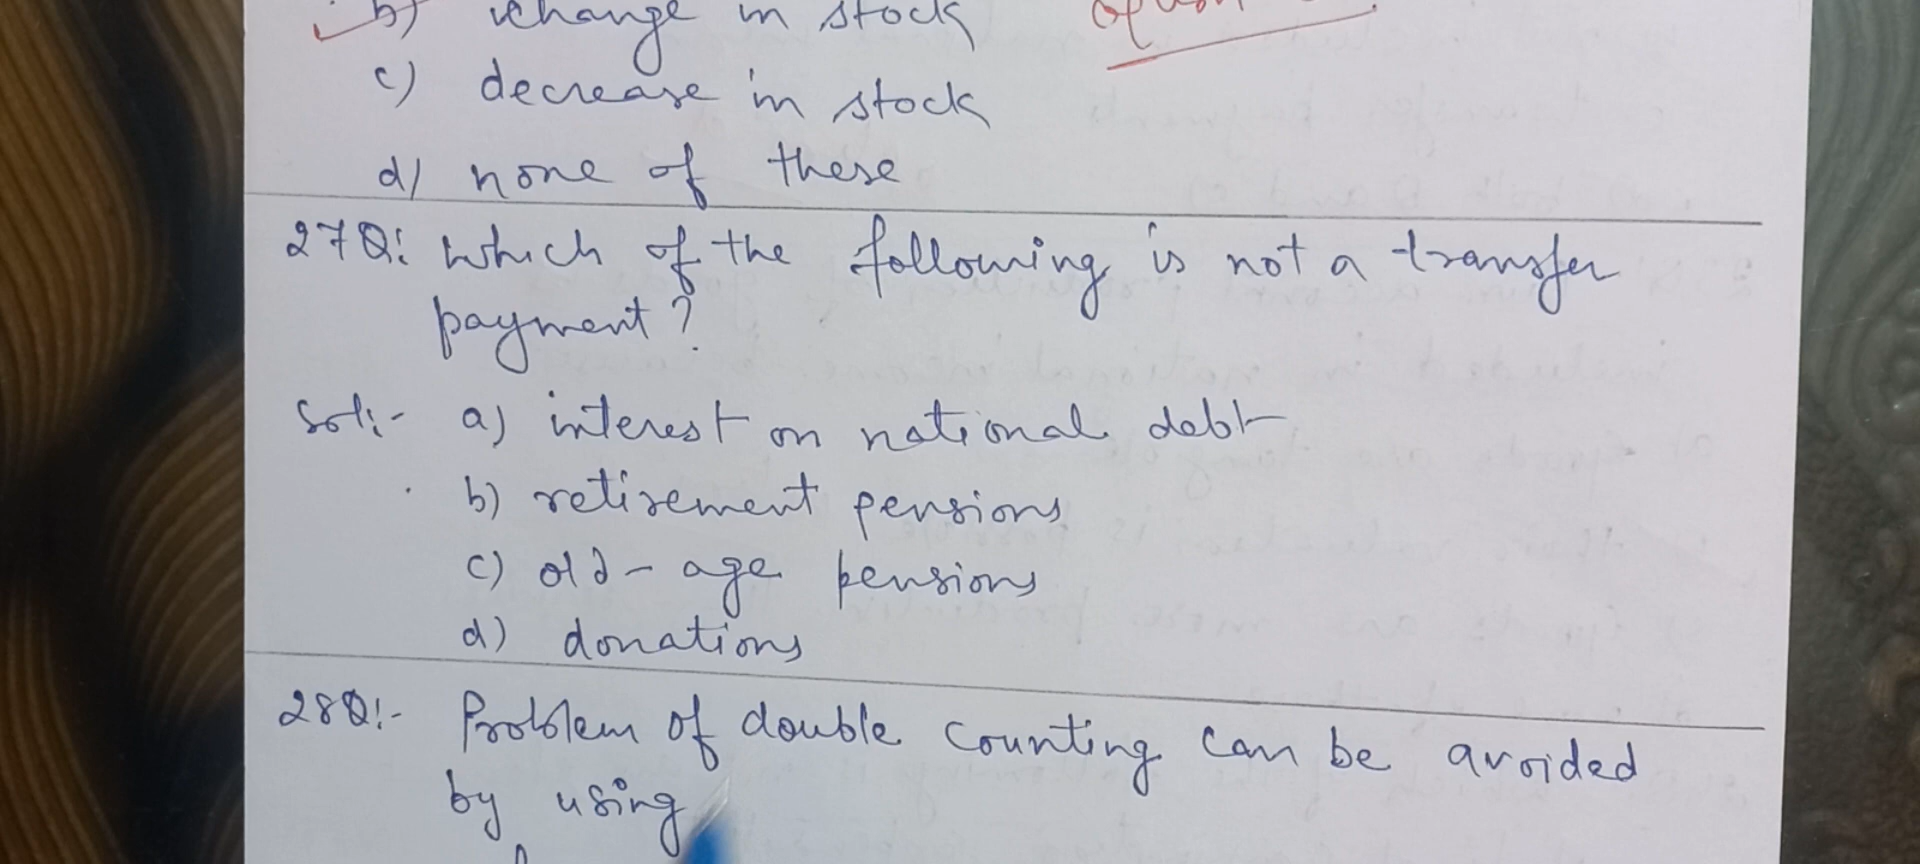 b) change in stock
c) decrease in stock
d) none of these
27Q: Which of the following is not a transfer
payment?
Sol:- a) interest on national debt
b) retirement pensions
c) old-age pensions
d) donations
28Q:- Problem of double counting can be avoided
by using